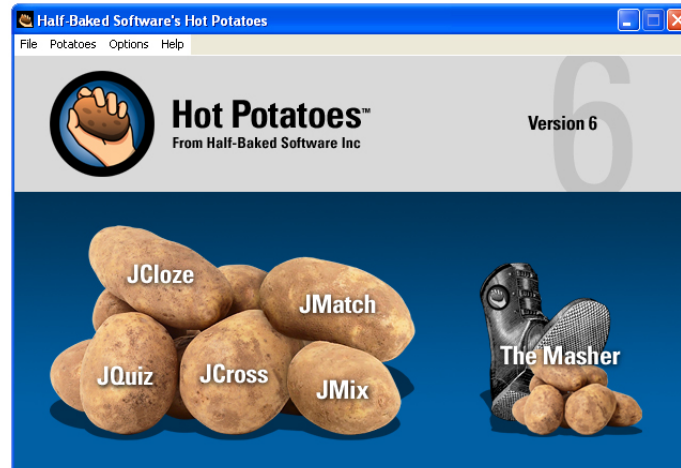 Half-Baked Software's Hot Potatoes
File Potatoes Options Help
Hot Potatoes™
From Half-Baked Software Inc
Version 6
6
JCloze
JMatch
JQuiz
JCross
JMix
The Masher